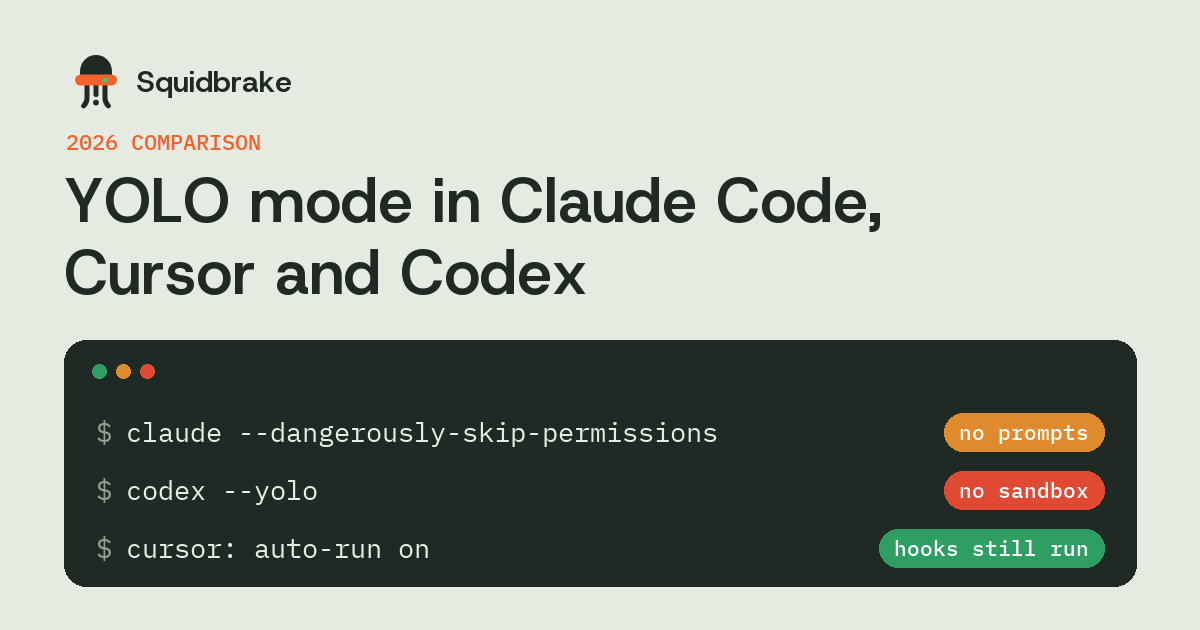 Squidbrake
2026 COMPARISON
YOLO mode in Claude Code,
Cursor and Codex
$ claude --dangerously-skip-permissions no prompts
$ codex --yolo no sandbox
$ cursor: auto-run on hooks still run